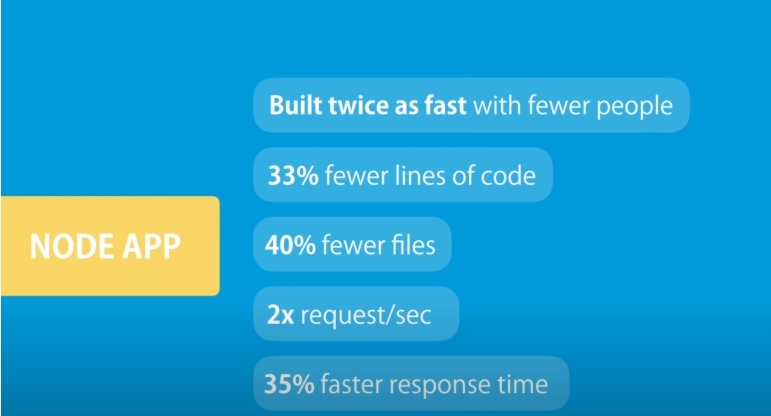 Built twice as fast with fewer people
33% fewer lines of code
NODE APP
40% fewer files
2x request/sec
35% faster response time